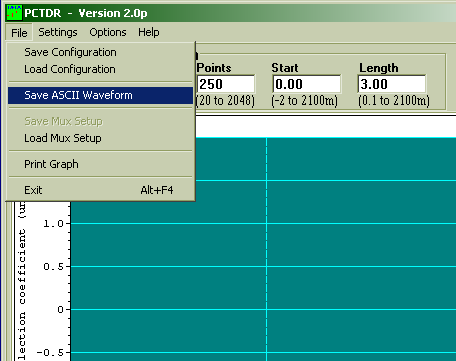 PCTDR - Version 2.0p
File Settings Options Help
Save Configuration
Load Configuration
Save ASCII Waveform
Save Mux Setup
Load Mux Setup
Print Graph
Exit Alt+F4
Points Start Length
250 0.00 3.00
(20 to 2048) (-2 to 2100m) (0.1 to 2100m)
1.0
0.5
0
-0.5
lection coefficient (un